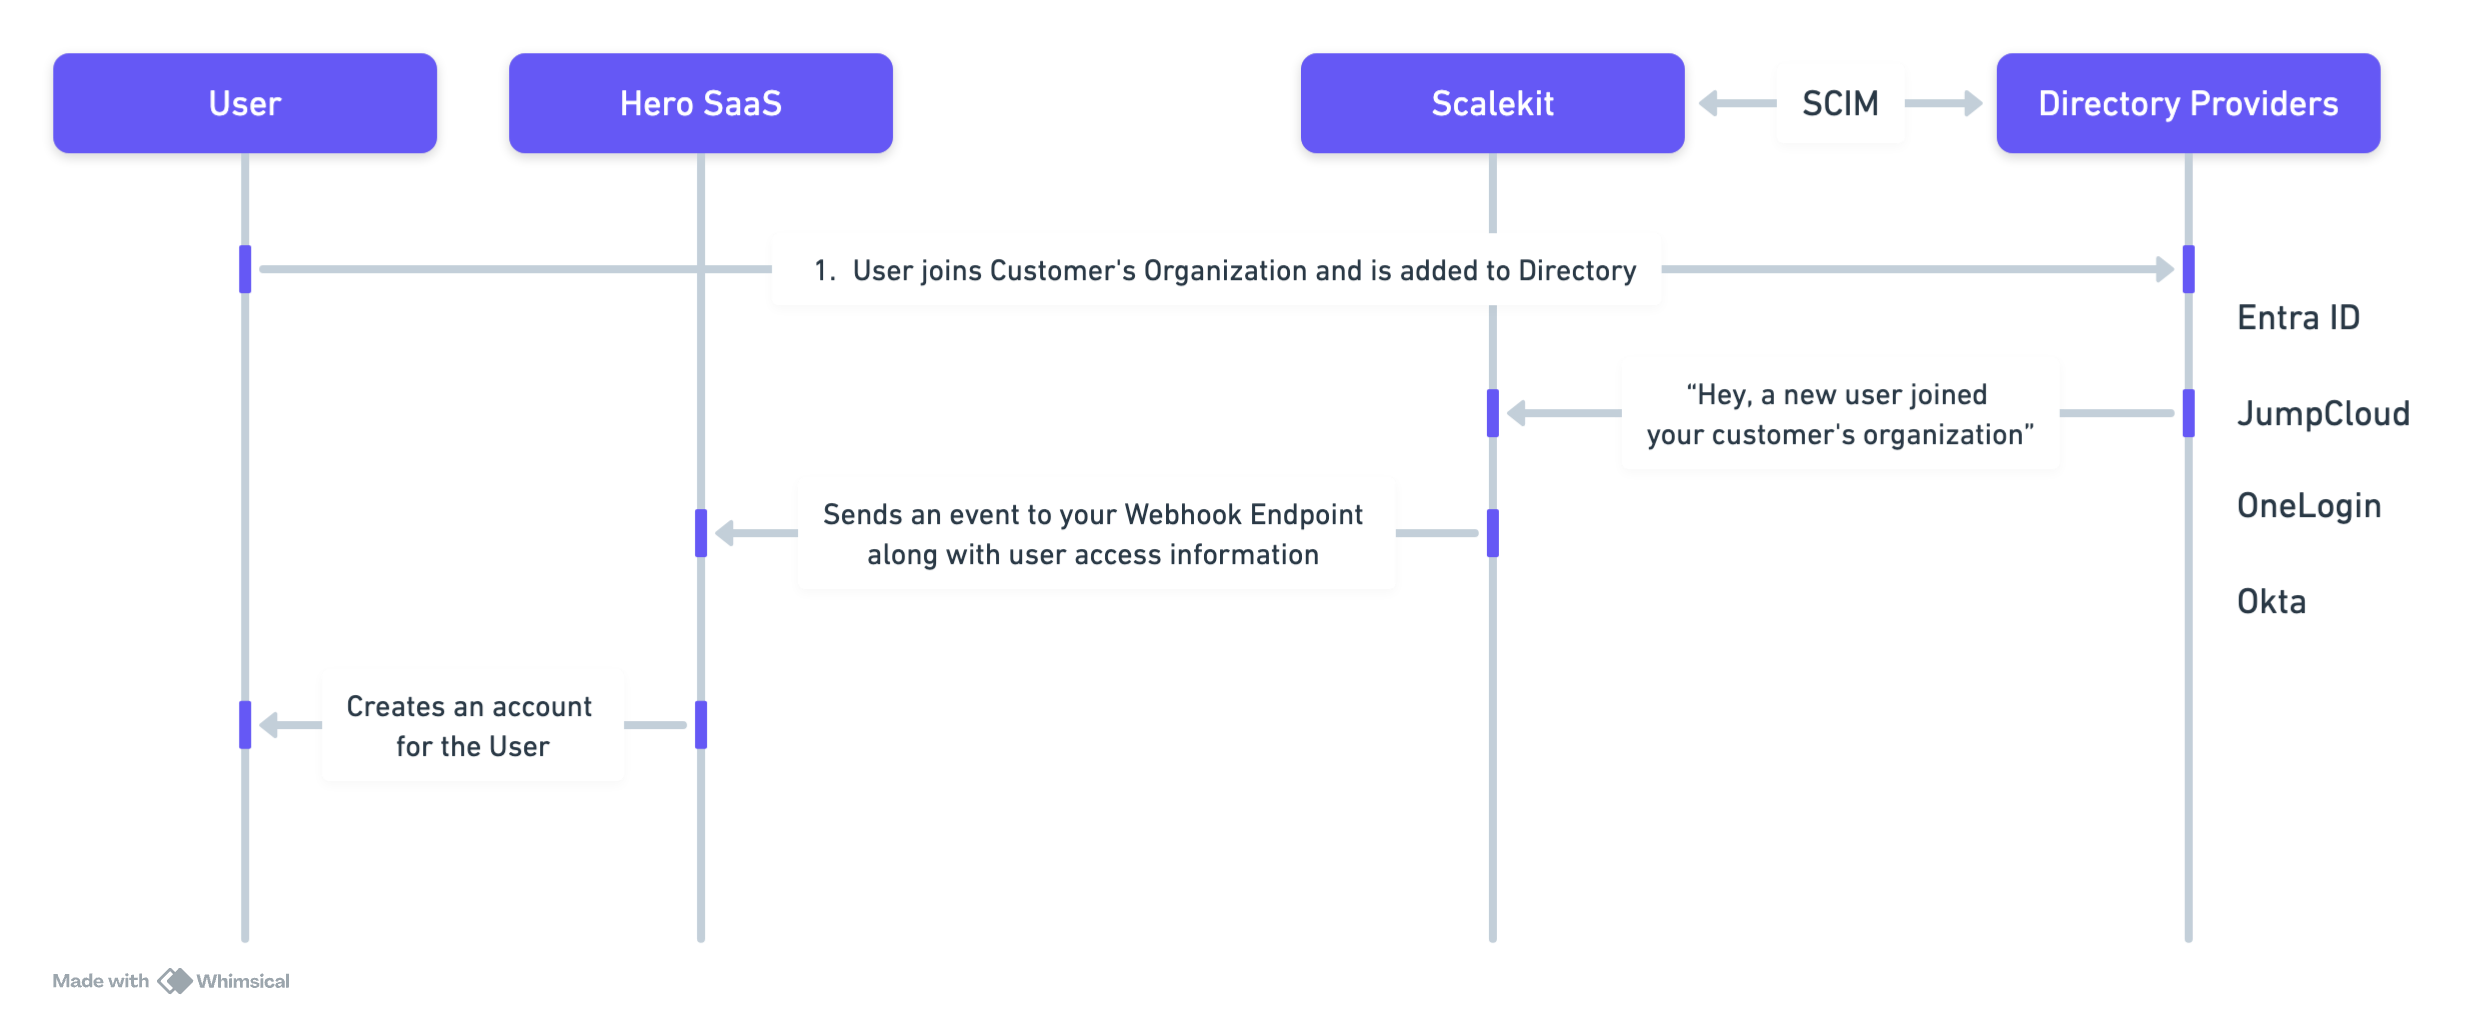 User
Hero SaaS
Scalekit
SCIM
Directory Providers
1. User joins Customer's Organization and is added to Directory
Entra ID
“Hey, a new user joined
your customer's organization”
JumpCloud
Sends an event to your Webhook Endpoint
along with user access information
OneLogin
Okta
Creates an account
for the User
Made with Whimsical